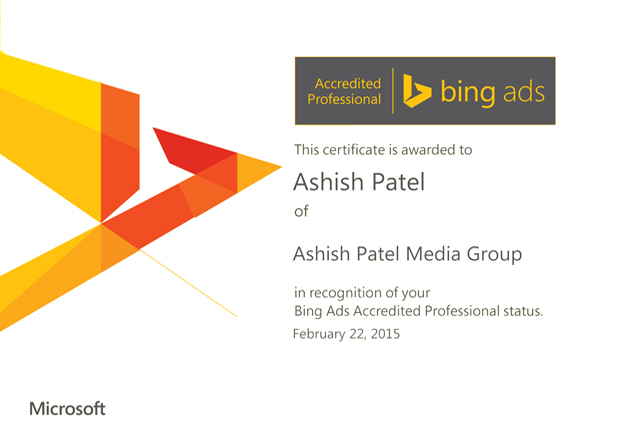 Accredited
Professional
bing ads
This certificate is awarded to
Ashish Patel
of
Ashish Patel Media Group
in recognition of your
Bing Ads Accredited Professional status.
February 22, 2015
Microsoft